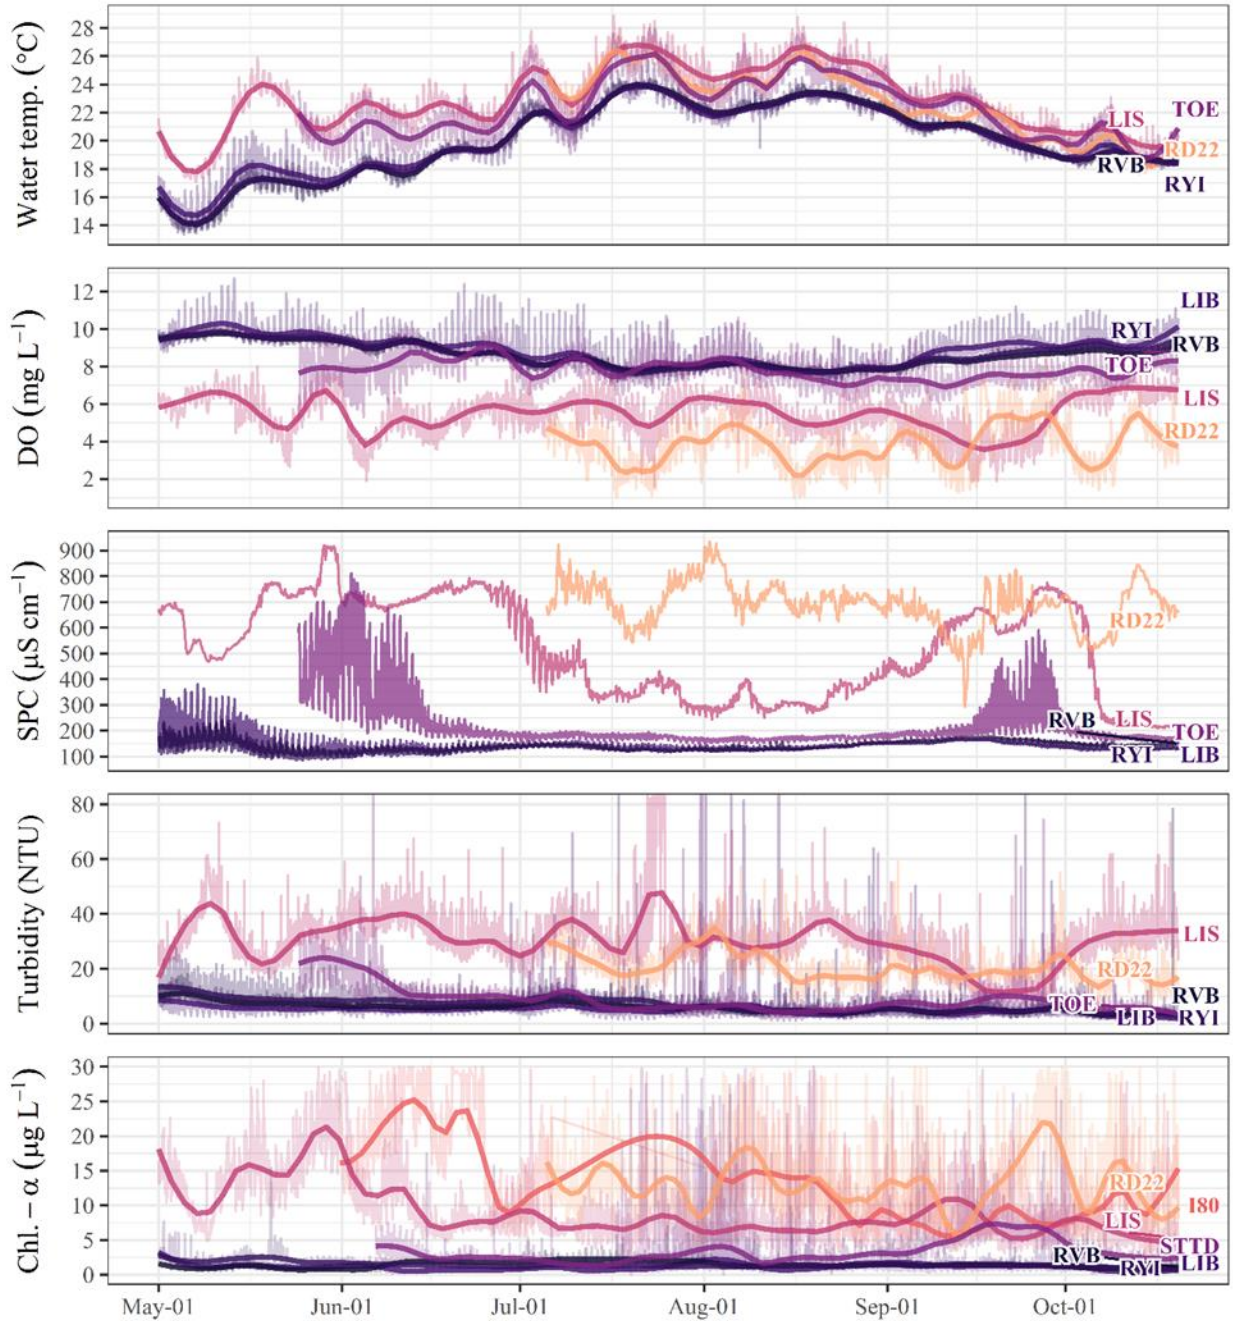 Water temp. (°C)
28
26
24
22
20
18
16
14
LIS
TOE
RD22
RVB
RYI
DO (mg L⁻¹)
12
10
8
6
4
2
LIB
RYI
RVB
TOE
LIS
RD22
SPC (μS cm⁻¹)
900
800
700
600
500
400
300
200
100
RD22
RVB
LIS
TOE
RYI
LIB
Turbidity (NTU)
80
60
40
20
0
LIS
RD22
RVB
TOE
LIB
RYI
Chl. – α (μg L⁻¹)
30
25
20
15
10
5
0
RD22
I80
LIS
STTD
RVB
LIB
RYI
May-01
Jun-01
Jul-01
Aug-01
Sep-01
Oct-01